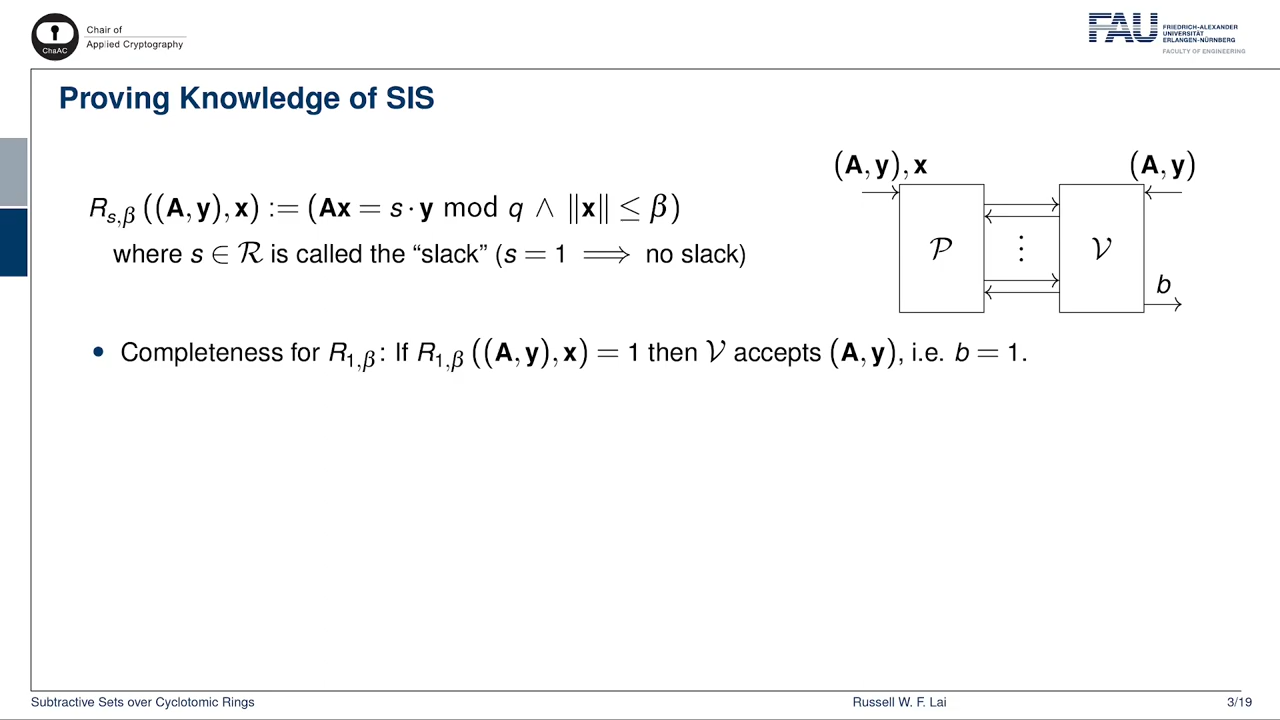 ChaAC
Chair of
Applied Cryptography
FAU
FRIEDRICH-ALEXANDER
UNIVERSITÄT
ERLANGEN-NÜRNBERG
FACULTY OF ENGINEERING
Proving Knowledge of SIS
(A, y), x
(A, y)
R_{s,β} ((A, y), x) := (Ax = s · y mod q ∧ ‖x‖ ≤ β)
where s ∈ ℛ is called the “slack” (s = 1 ⟹ no slack)
𝒫
⋮
𝒱
b
• Completeness for R_{1,β}: If R_{1,β} ((A, y), x) = 1 then 𝒱 accepts (A, y), i.e. b = 1.
Subtractive Sets over Cyclotomic Rings
Russell W. F. Lai
3/19